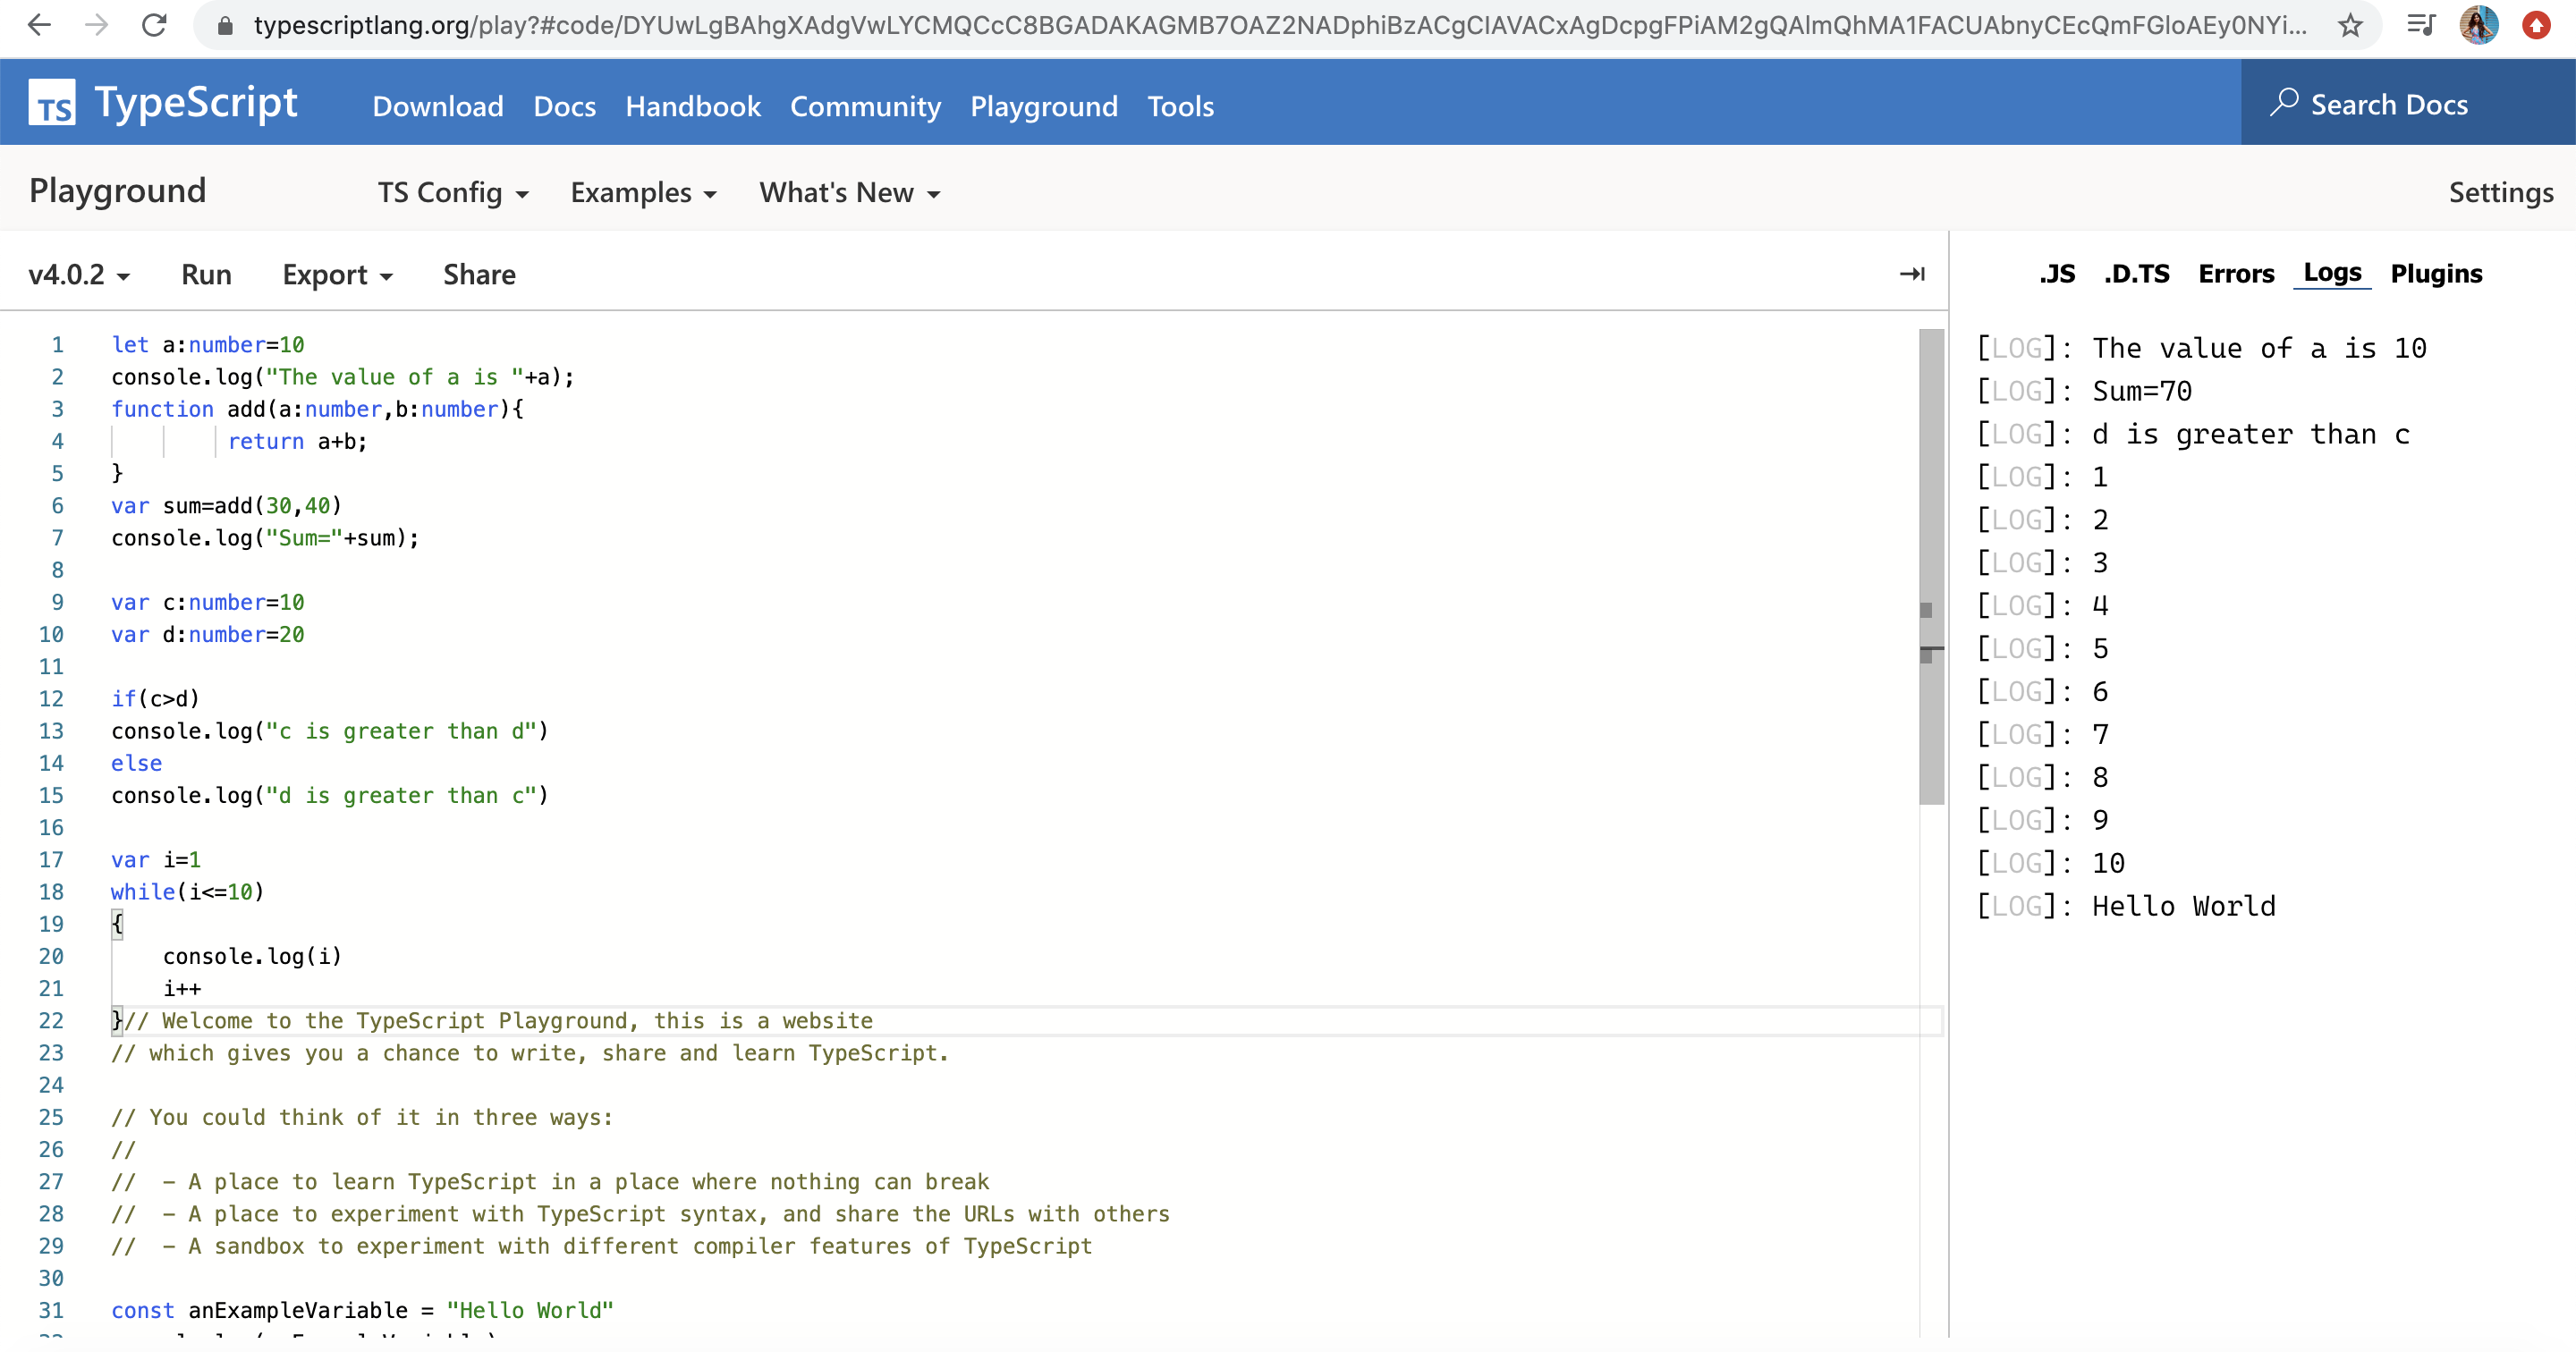 typescriptlang.org/play?#code/DYUwLgBAhgXAdgVwLYCMQCcC8BGADAKAGMB7OAZ2NADphiBzACgCIAVACxAgDcpgFPiAM2gQAlmQhMA1FACUAbnyCEcQmFGloAEy0NYi...
TS TypeScript Download Docs Handbook Community Playground Tools Search Docs
Playground TS Config Examples What's New Settings
v4.0.2 Run Export Share .JS .D.TS Errors Logs Plugins
1 let a:number=10
2 console.log("The value of a is "+a);
3 function add(a:number,b:number){
4 return a+b;
5 }
6 var sum=add(30,40)
7 console.log("Sum="+sum);
8
9 var c:number=10
10 var d:number=20
11
12 if(c>d)
13 console.log("c is greater than d")
14 else
15 console.log("d is greater than c")
16
17 var i=1
18 while(i<=10)
19 {
20 console.log(i)
21 i++
22 }// Welcome to the TypeScript Playground, this is a website
23 // which gives you a chance to write, share and learn TypeScript.
24
25 // You could think of it in three ways:
26 //
27 //  - A place to learn TypeScript in a place where nothing can break
28 //  - A place to experiment with TypeScript syntax, and share the URLs with others
29 //  - A sandbox to experiment with different compiler features of TypeScript
30
31 const anExampleVariable = "Hello World"
[LOG]: The value of a is 10
[LOG]: Sum=70
[LOG]: d is greater than c
[LOG]: 1
[LOG]: 2
[LOG]: 3
[LOG]: 4
[LOG]: 5
[LOG]: 6
[LOG]: 7
[LOG]: 8
[LOG]: 9
[LOG]: 10
[LOG]: Hello World